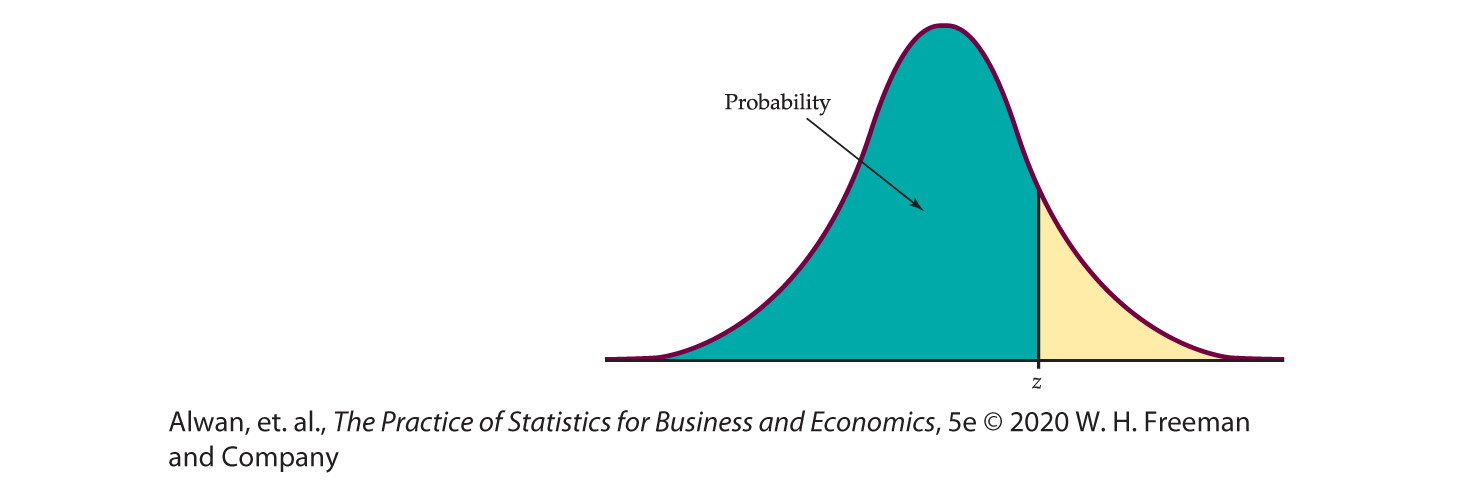 Probability
z
Alwan, et. al., The Practice of Statistics for Business and Economics, 5e © 2020 W. H. Freeman
and Company